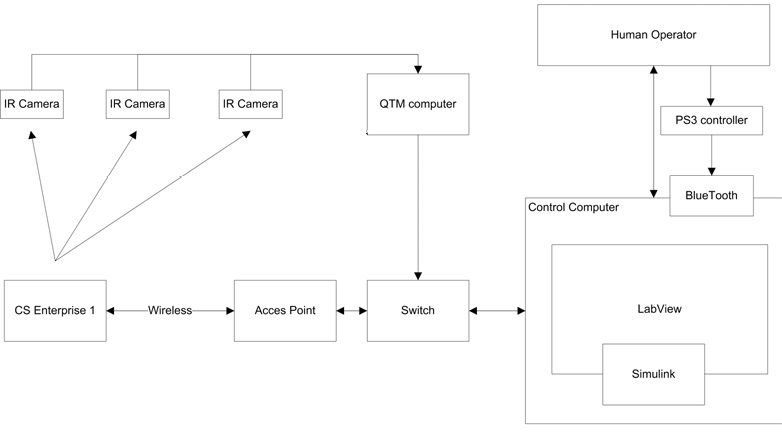 Human Operator
IR Camera
IR Camera
IR Camera
QTM computer
PS3 controller
BlueTooth
Control Computer
CS Enterprise 1
Wireless
Acces Point
Switch
LabView
Simulink